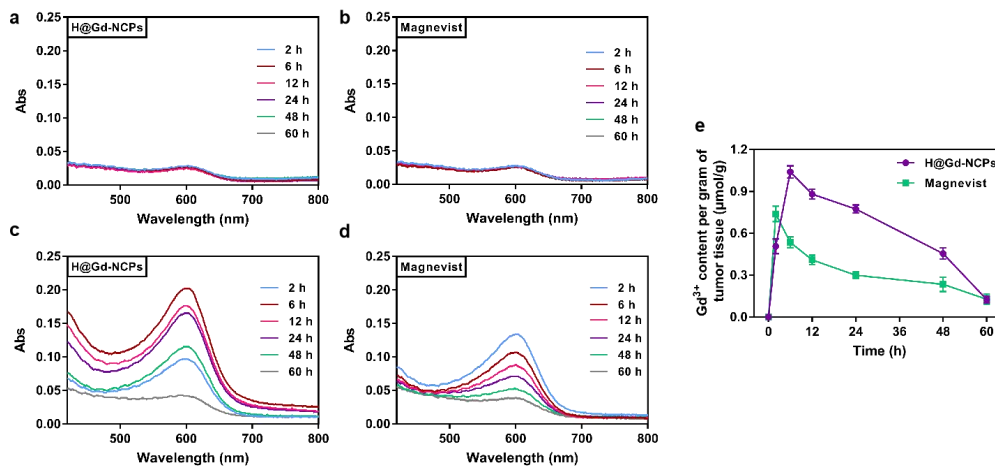 a
H@Gd-NCPs
0.25
0.20
0.15
0.10
0.05
0.00
Abs
2 h
6 h
12 h
24 h
48 h
60 h
500
600
700
800
Wavelength (nm)
b
Magnevist
0.25
0.20
0.15
0.10
0.05
0.00
Abs
2 h
6 h
12 h
24 h
48 h
60 h
500
600
700
800
Wavelength (nm)
c
H@Gd-NCPs
0.25
0.20
0.15
0.10
0.05
0.00
Abs
2 h
6 h
12 h
24 h
48 h
60 h
500
600
700
800
Wavelength (nm)
d
Magnevist
0.25
0.20
0.15
0.10
0.05
0.00
Abs
2 h
6 h
12 h
24 h
48 h
60 h
500
600
700
800
Wavelength (nm)
e
Gd³⁺ content per gram of
tumor tissue (μmol/g)
1.2
0.9
0.6
0.3
0.0
H@Gd-NCPs
Magnevist
0
12
24
36
48
60
Time (h)